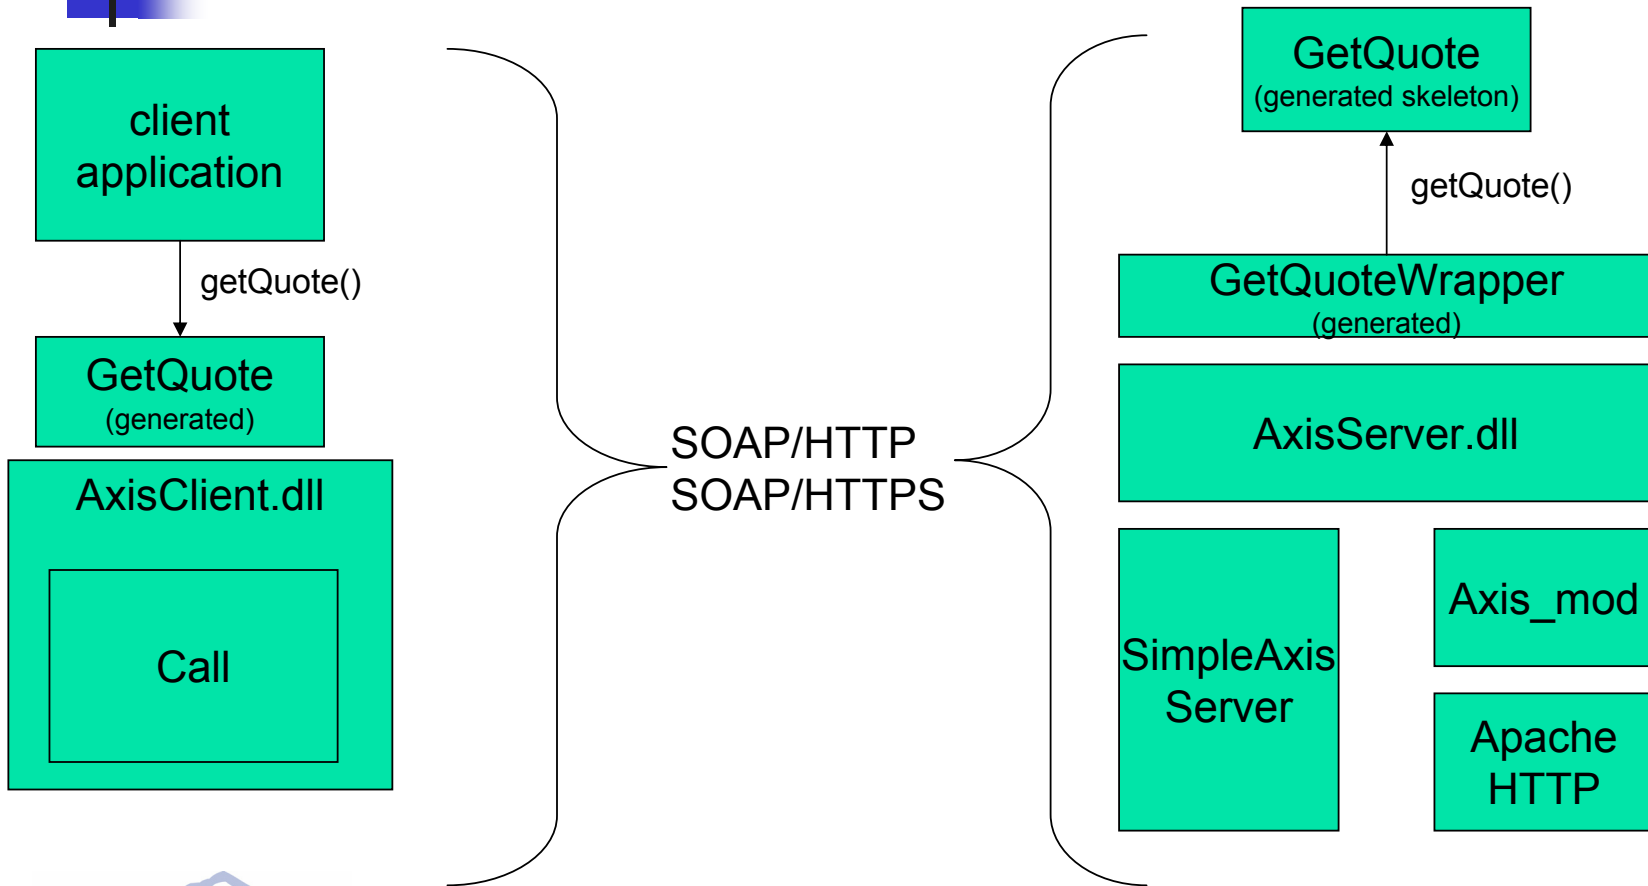 client
application
getQuote()
GetQuote
(generated)
AxisClient.dll
Call
SOAP/HTTP
SOAP/HTTPS
GetQuote
(generated skeleton)
getQuote()
GetQuoteWrapper
(generated)
AxisServer.dll
SimpleAxis
Server
Axis_mod
Apache
HTTP